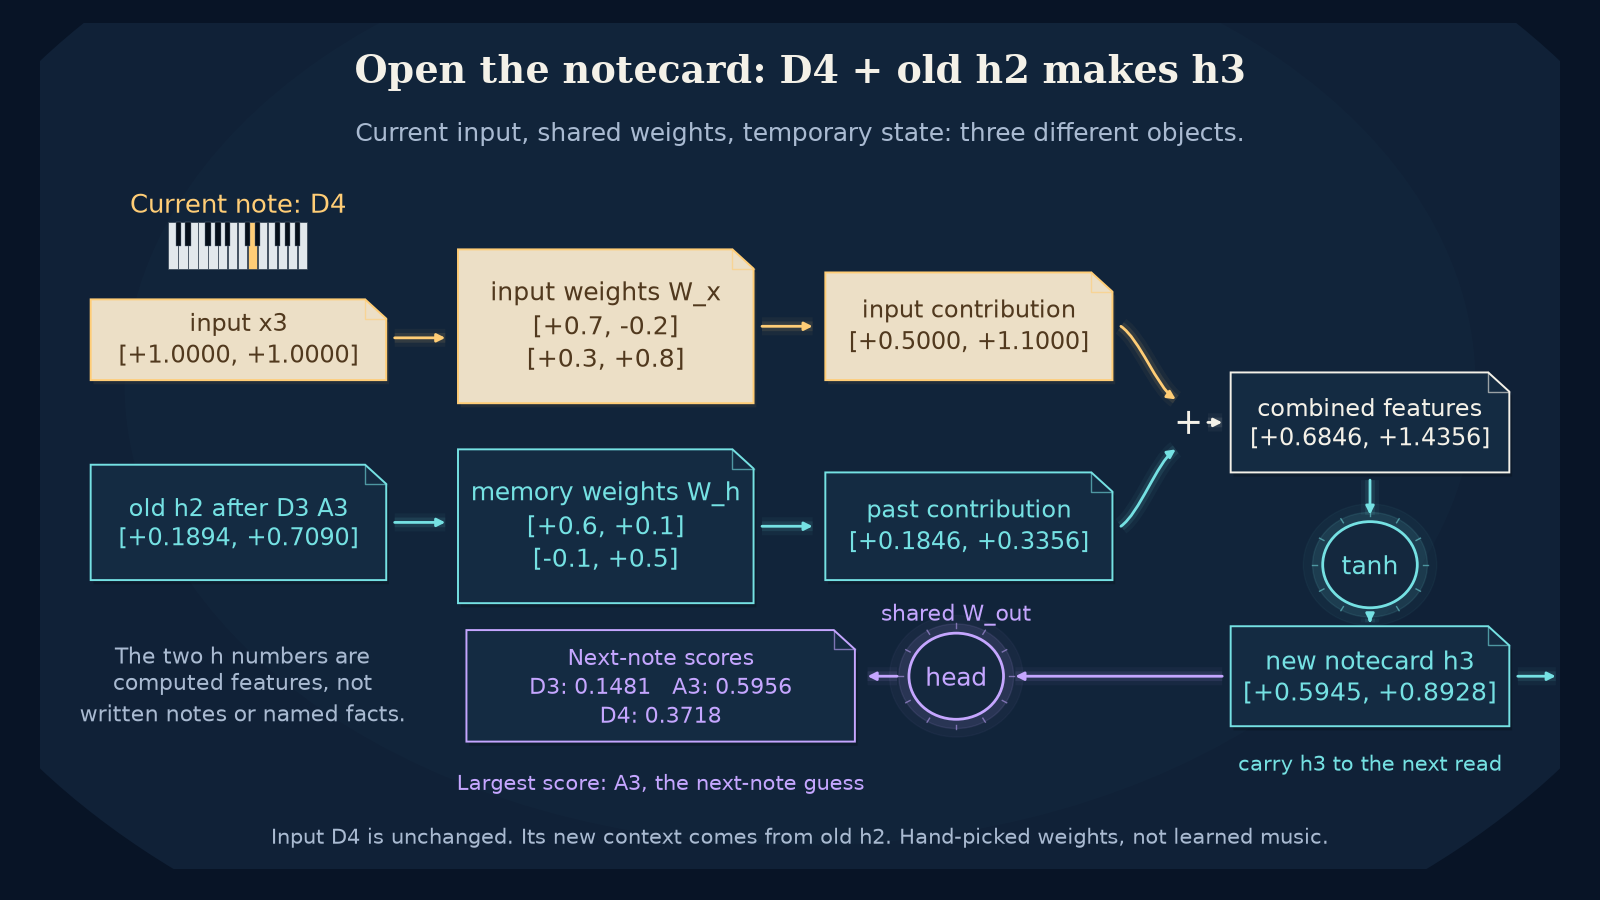 Open the notecard: D4 + old h2 makes h3
Current input, shared weights, temporary state: three different objects.
Current note: D4
input x3
[+1.0000, +1.0000]
input weights W_x
[+0.7, -0.2]
[+0.3, +0.8]
input contribution
[+0.5000, +1.1000]
old h2 after D3 A3
[+0.1894, +0.7090]
memory weights W_h
[+0.6, +0.1]
[-0.1, +0.5]
past contribution
[+0.1846, +0.3356]
+
combined features
[+0.6846, +1.4356]
tanh
new notecard h3
[+0.5945, +0.8928]
carry h3 to the next read
shared W_out
head
Next-note scores
D3: 0.1481 A3: 0.5956
D4: 0.3718
Largest score: A3, the next-note guess
The two h numbers are
computed features, not
written notes or named facts.
Input D4 is unchanged. Its new context comes from old h2. Hand-picked weights, not learned music.